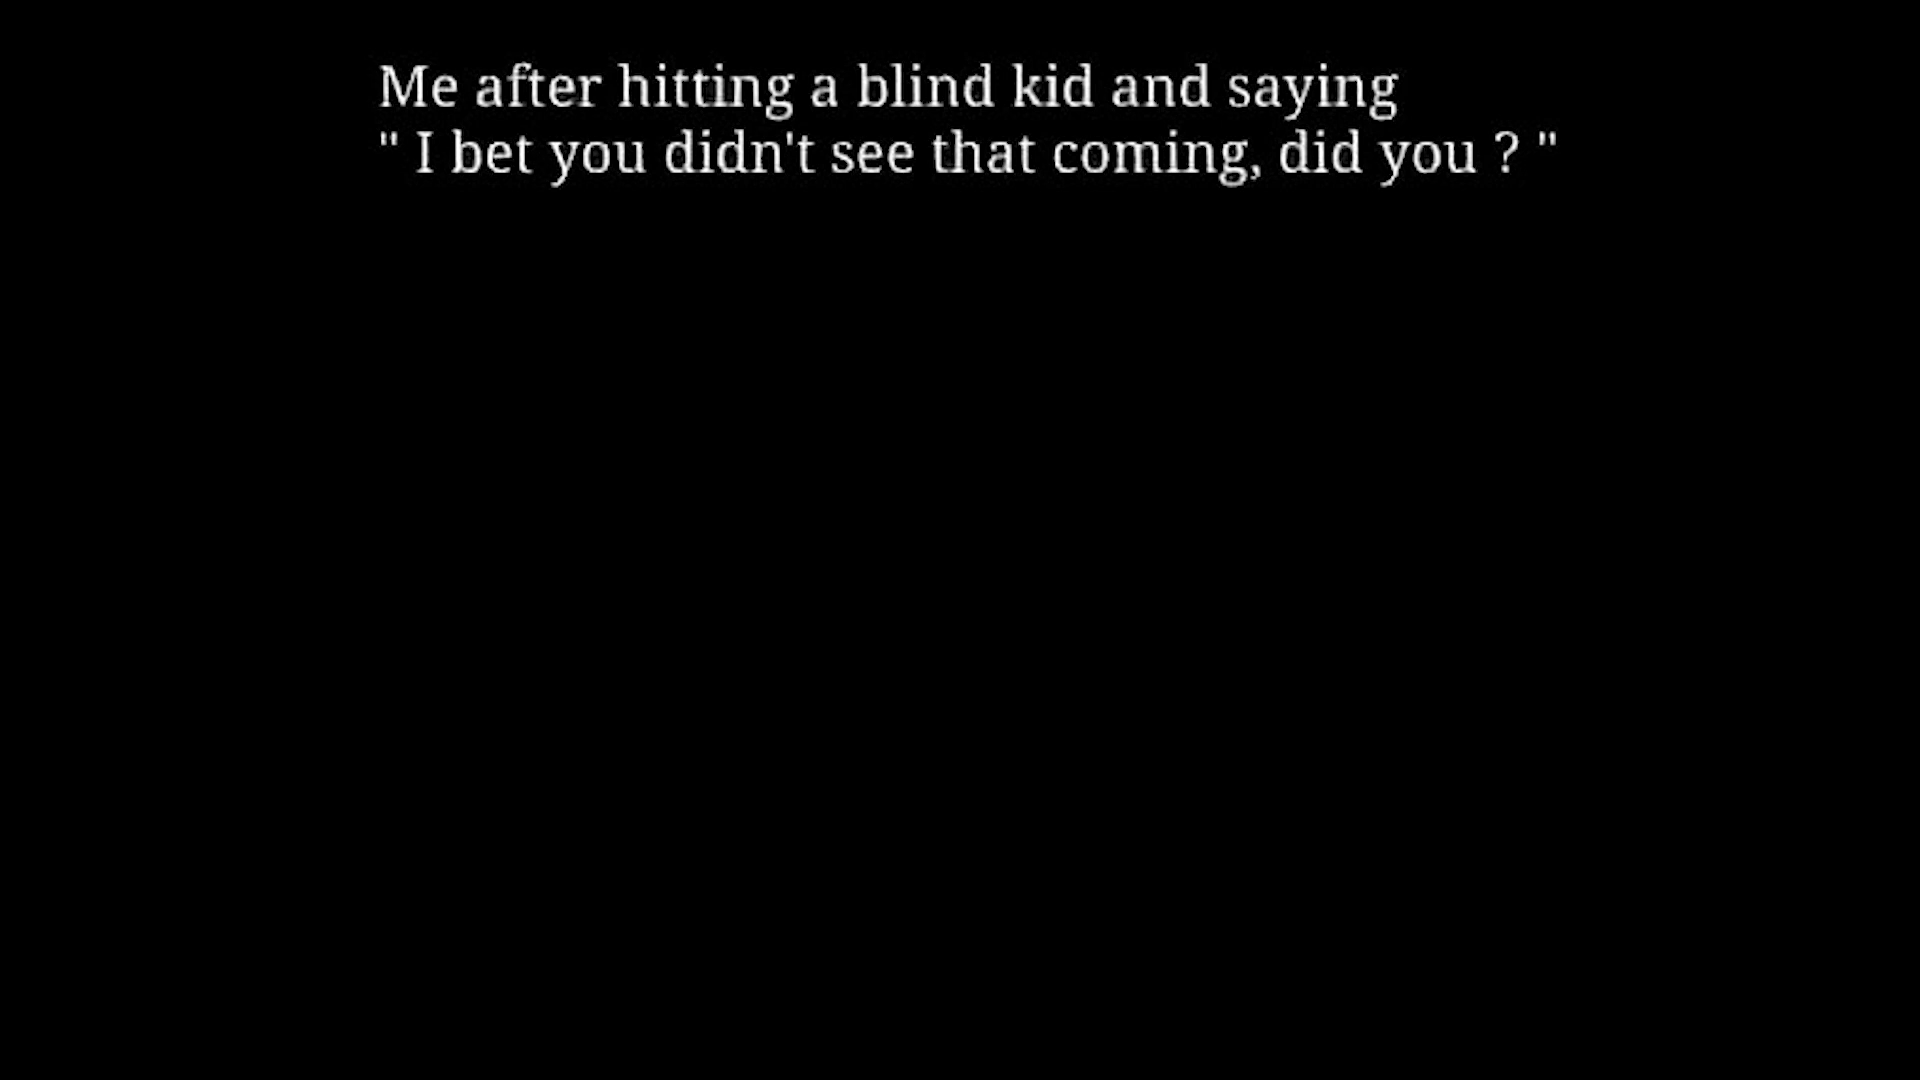 Me after hitting a blind kid and saying
" I bet you didn't see that coming, did you ? "